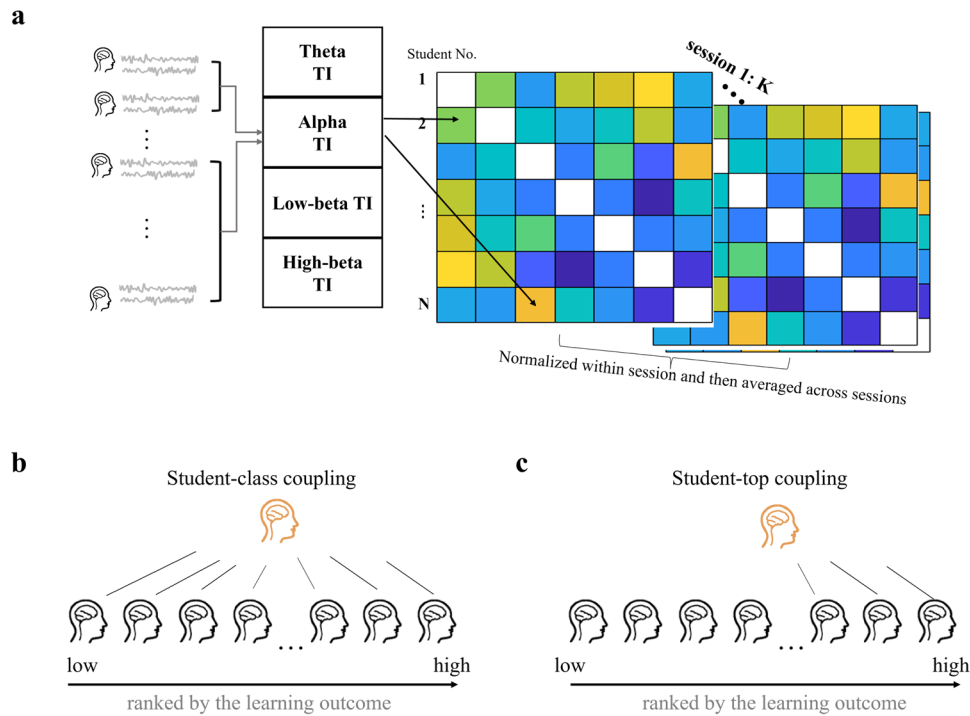 a
Theta
TI
Alpha
TI
Low-beta TI
High-beta
TI
Student No.
1
2
⋮
N
session 1: K
Normalized within session and then averaged across sessions
b
Student-class coupling
...
low
high
ranked by the learning outcome
c
Student-top coupling
...
low
high
ranked by the learning outcome